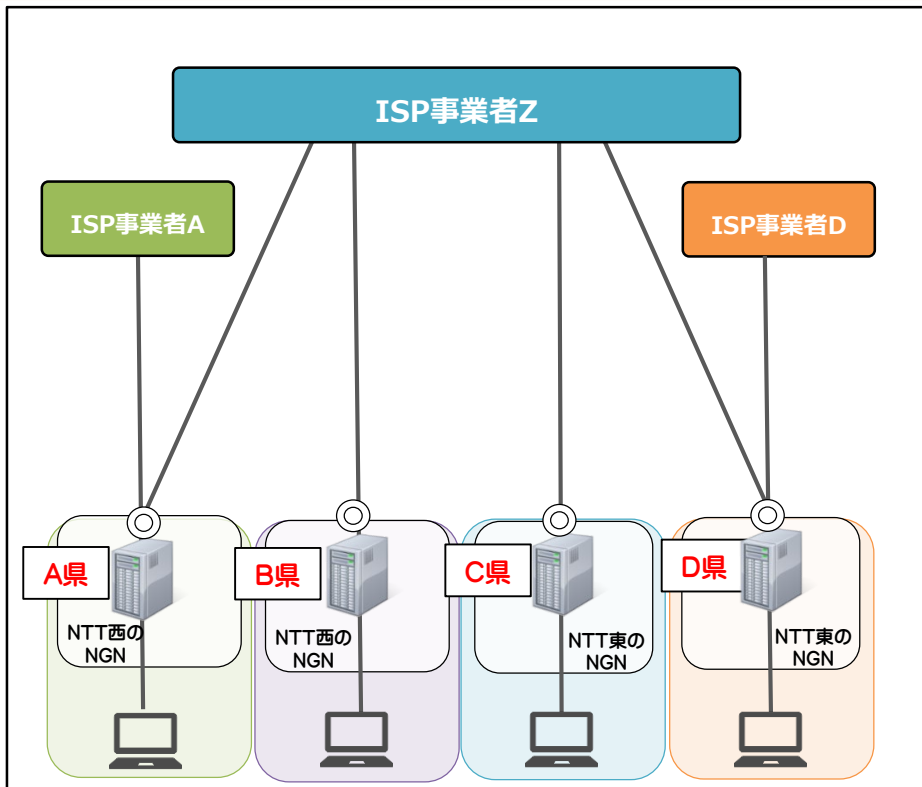 ISP事業者Z
ISP事業者A
ISP事業者D
A県
B県
C県
D県
NTT西の
NGN
NTT西の
NGN
NTT東の
NGN
NTT東の
NGN